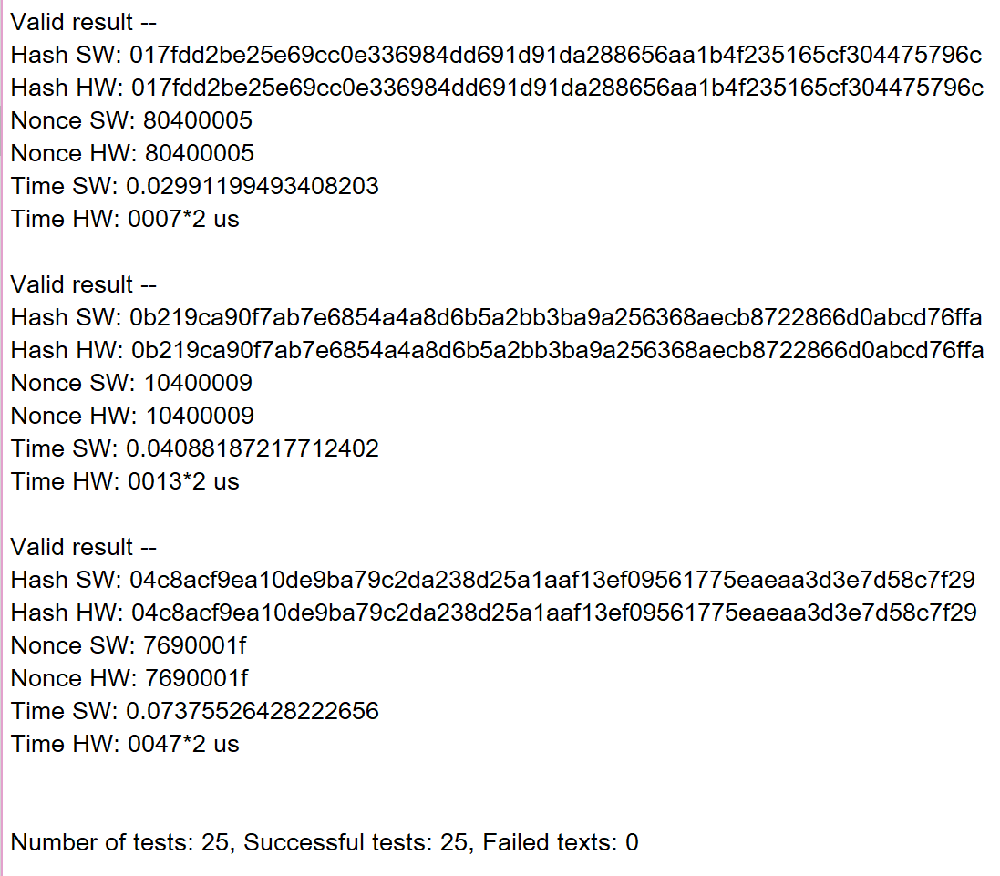 Valid result --
Hash SW: 017fdd2be25e69cc0e336984dd691d91da288656aa1b4f235165cf304475796c
Hash HW: 017fdd2be25e69cc0e336984dd691d91da288656aa1b4f235165cf304475796c
Nonce SW: 80400005
Nonce HW: 80400005
Time SW: 0.02991199493408203
Time HW: 0007*2 us
Valid result --
Hash SW: 0b219ca90f7ab7e6854a4a8d6b5a2bb3ba9a256368aecb8722866d0abcd76ffa
Hash HW: 0b219ca90f7ab7e6854a4a8d6b5a2bb3ba9a256368aecb8722866d0abcd76ffa
Nonce SW: 10400009
Nonce HW: 10400009
Time SW: 0.04088187217712402
Time HW: 0013*2 us
Valid result --
Hash SW: 04c8acf9ea10de9ba79c2da238d25a1aaf13ef09561775eaeaa3d3e7d58c7f29
Hash HW: 04c8acf9ea10de9ba79c2da238d25a1aaf13ef09561775eaeaa3d3e7d58c7f29
Nonce SW: 7690001f
Nonce HW: 7690001f
Time SW: 0.07375526428222656
Time HW: 0047*2 us
Number of tests: 25, Successful tests: 25, Failed texts: 0